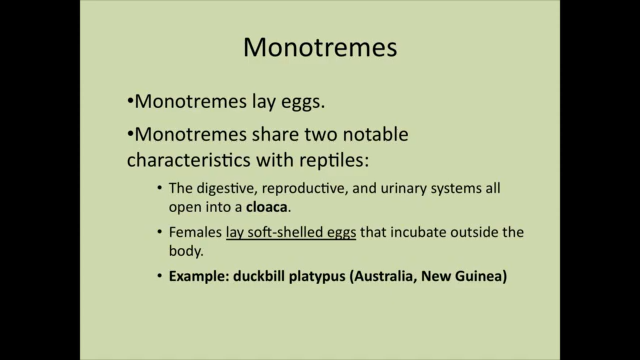 Monotremes
•Monotremes lay eggs.
•Monotremes share two notable
characteristics with reptiles:
• The digestive, reproductive, and urinary systems all
open into a cloaca.
• Females lay soft-shelled eggs that incubate outside the
body.
• Example: duckbill platypus (Australia, New Guinea)